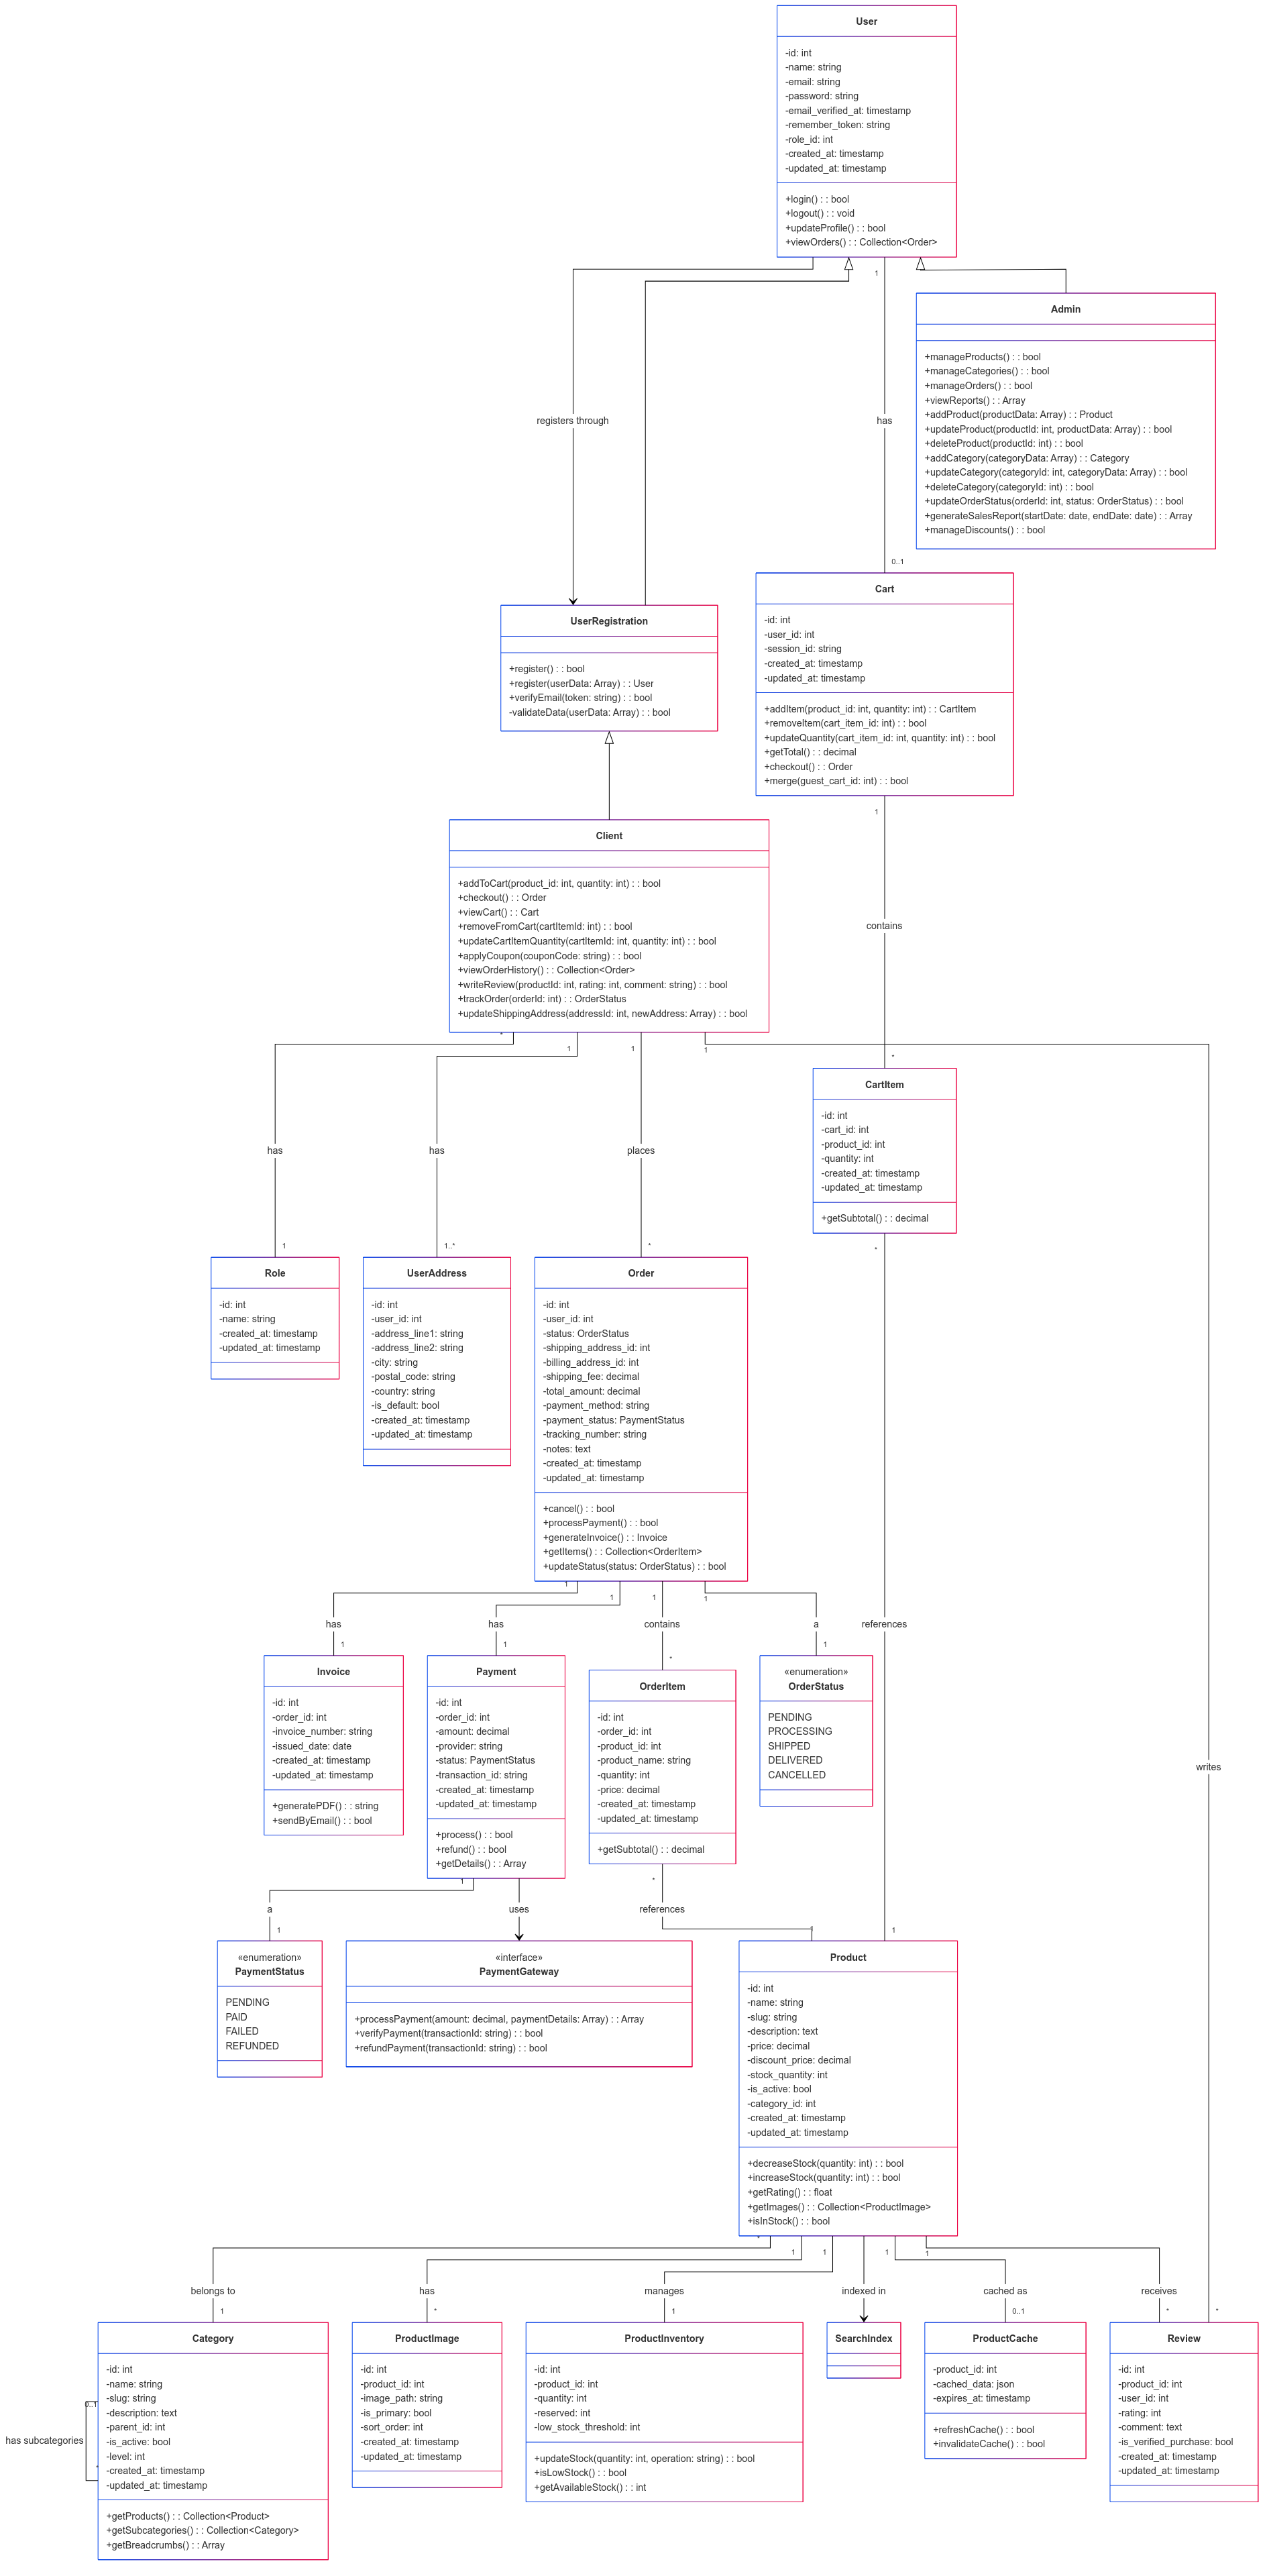 User
-id: int
-name: string
-email: string
-password: string
-email_verified_at: timestamp
-remember_token: string
-role_id: int
-created_at: timestamp
-updated_at: timestamp
+login() : : bool
+logout() : : void
+updateProfile() : : bool
+viewOrders() : : Collection<Order>
1
Admin
+manageProducts() : : bool
+manageCategories() : : bool
+manageOrders() : : bool
+viewReports() : : Array
+addProduct(productData: Array) : : Product
+updateProduct(productId: int, productData: Array) : : bool
+deleteProduct(productId: int) : : bool
+addCategory(categoryData: Array) : : Category
+updateCategory(categoryId: int, categoryData: Array) : : bool
+deleteCategory(categoryId: int) : : bool
+updateOrderStatus(orderId: int, status: OrderStatus) : : bool
+generateSalesReport(startDate: date, endDate: date) : : Array
+manageDiscounts() : : bool
registers through
has
0..1
UserRegistration
+register() : : bool
+register(userData: Array) : : User
+verifyEmail(token: string) : : bool
-validateData(userData: Array) : : bool
Cart
-id: int
-user_id: int
-session_id: string
-created_at: timestamp
-updated_at: timestamp
+addItem(product_id: int, quantity: int) : : CartItem
+removeItem(cart_item_id: int) : : bool
+updateQuantity(cart_item_id: int, quantity: int) : : bool
+getTotal() : : decimal
+checkout() : : Order
+merge(guest_cart_id: int) : : bool
1
Client
+addToCart(product_id: int, quantity: int) : : bool
+checkout() : : Order
+viewCart() : : Cart
+removeFromCart(cartItemId: int) : : bool
+updateCartItemQuantity(cartItemId: int, quantity: int) : : bool
+applyCoupon(couponCode: string) : : bool
+viewOrderHistory() : : Collection<Order>
+writeReview(productId: int, rating: int, comment: string) : : bool
+trackOrder(orderId: int) : : OrderStatus
+updateShippingAddress(addressId: int, newAddress: Array) : : bool
contains
*
1
1
1
*
CartItem
-id: int
-cart_id: int
-product_id: int
-quantity: int
-created_at: timestamp
-updated_at: timestamp
+getSubtotal() : : decimal
*
has
has
places
1
1..*
*
Role
-id: int
-name: string
-created_at: timestamp
-updated_at: timestamp
UserAddress
-id: int
-user_id: int
-address_line1: string
-address_line2: string
-city: string
-postal_code: string
-country: string
-is_default: bool
-created_at: timestamp
-updated_at: timestamp
Order
-id: int
-user_id: int
-status: OrderStatus
-shipping_address_id: int
-billing_address_id: int
-shipping_fee: decimal
-total_amount: decimal
-payment_method: string
-payment_status: PaymentStatus
-tracking_number: string
-notes: text
-created_at: timestamp
-updated_at: timestamp
+cancel() : : bool
+processPayment() : : bool
+generateInvoice() : : Invoice
+getItems() : : Collection<OrderItem>
+updateStatus(status: OrderStatus) : : bool
1
1
1
1
has
has
contains
a
references
1
1
*
1
Invoice
-id: int
-order_id: int
-invoice_number: string
-issued_date: date
-created_at: timestamp
-updated_at: timestamp
+generatePDF() : : string
+sendByEmail() : : bool
Payment
-id: int
-order_id: int
-amount: decimal
-provider: string
-status: PaymentStatus
-transaction_id: string
-created_at: timestamp
-updated_at: timestamp
+process() : : bool
+refund() : : bool
+getDetails() : : Array
1
OrderItem
-id: int
-order_id: int
-product_id: int
-product_name: string
-quantity: int
-price: decimal
-created_at: timestamp
-updated_at: timestamp
+getSubtotal() : : decimal
*
«enumeration»
OrderStatus
PENDING
PROCESSING
SHIPPED
DELIVERED
CANCELLED
writes
a
uses
references
1
1
1
«enumeration»
PaymentStatus
PENDING
PAID
FAILED
REFUNDED
«interface»
PaymentGateway
+processPayment(amount: decimal, paymentDetails: Array) : : Array
+verifyPayment(transactionId: string) : : bool
+refundPayment(transactionId: string) : : bool
Product
-id: int
-name: string
-slug: string
-description: text
-price: decimal
-discount_price: decimal
-stock_quantity: int
-is_active: bool
-category_id: int
-created_at: timestamp
-updated_at: timestamp
+decreaseStock(quantity: int) : : bool
+increaseStock(quantity: int) : : bool
+getRating() : : float
+getImages() : : Collection<ProductImage>
+isInStock() : : bool
*
1
1
1
1
belongs to
has
manages
indexed in
cached as
receives
1
*
1
0..1
*
*
Category
-id: int
-name: string
-slug: string
-description: text
-parent_id: int
-is_active: bool
-level: int
-created_at: timestamp
-updated_at: timestamp
+getProducts() : : Collection<Product>
+getSubcategories() : : Collection<Category>
+getBreadcrumbs() : : Array
0..1
has subcategories
*
ProductImage
-id: int
-product_id: int
-image_path: string
-is_primary: bool
-sort_order: int
-created_at: timestamp
-updated_at: timestamp
ProductInventory
-id: int
-product_id: int
-quantity: int
-reserved: int
-low_stock_threshold: int
+updateStock(quantity: int, operation: string) : : bool
+isLowStock() : : bool
+getAvailableStock() : : int
SearchIndex
ProductCache
-product_id: int
-cached_data: json
-expires_at: timestamp
+refreshCache() : : bool
+invalidateCache() : : bool
Review
-id: int
-product_id: int
-user_id: int
-rating: int
-comment: text
-is_verified_purchase: bool
-created_at: timestamp
-updated_at: timestamp